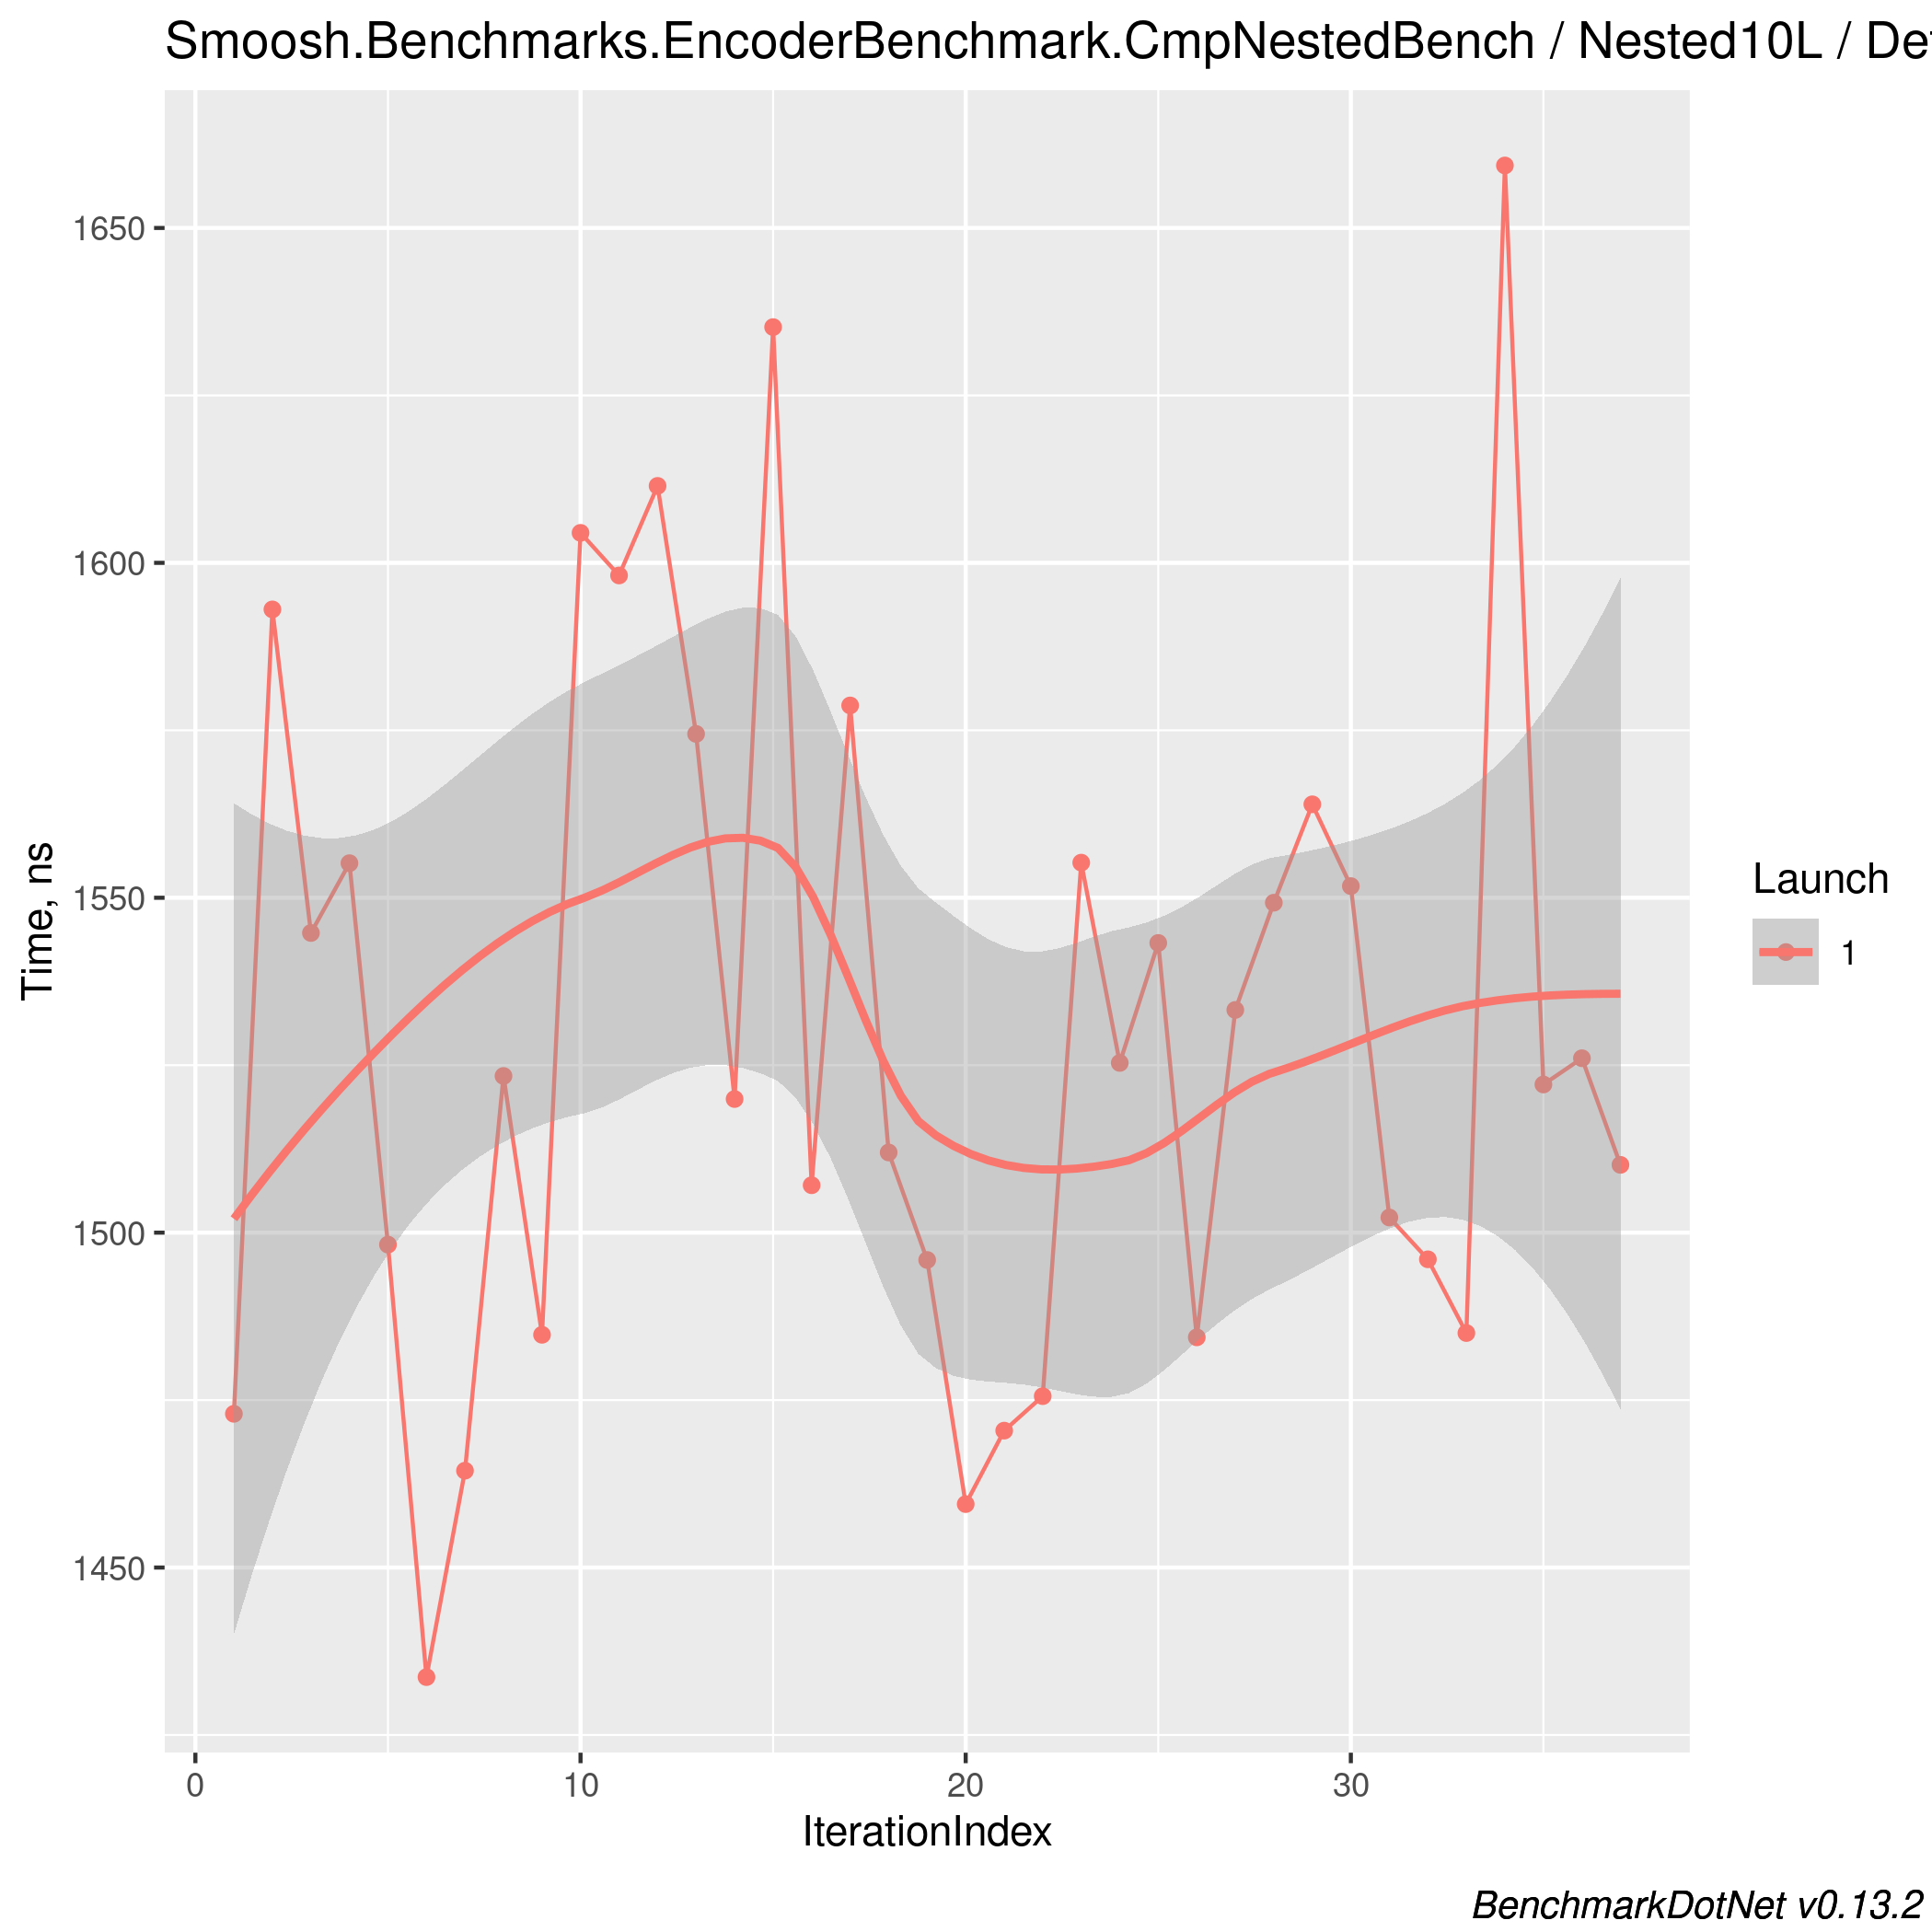 Smoosh.Benchmarks.EncoderBenchmark.CmpNestedBench / Nested10L /
1650
1600
1550
1500
1450
Time, ns
0 10 20 30
IterationIndex
Launch
1
BenchmarkDotNet v0.13.2